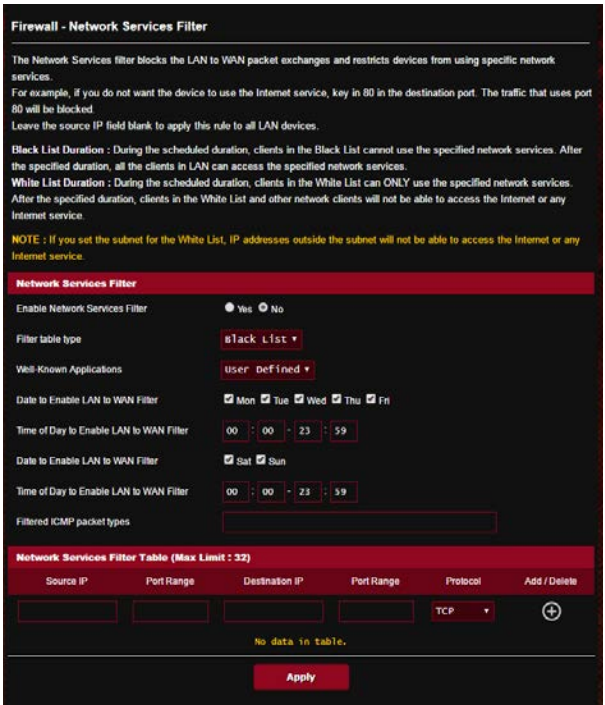 Firewall - Network Services Filter
The Network Services filter blocks the LAN to WAN packet exchanges and restricts devices from using specific network
services.
For example, if you do not want the device to use the Internet service, key in 80 in the destination port. The traffic that uses port
80 will be blocked.
Leave the source IP field blank to apply this rule to all LAN devices.
Black List Duration : During the scheduled duration, clients in the Black List cannot use the specified network services. After
the specified duration, all the clients in LAN can access the specified network services.
White List Duration : During the scheduled duration, clients in the White List can ONLY use the specified network services.
After the specified duration, clients in the White List and other network clients will not be able to access the Internet or any
Internet service.
NOTE : If you set the subnet for the White List, IP addresses outside the subnet will not be able to access the Internet or any
Internet service.
Network Services Filter
Enable Network Services Filter Yes No
Filter table type Black List
Well-Known Applications User Defined
Date to Enable LAN to WAN Filter Mon Tue Wed Thu Fri
Time of Day to Enable LAN to WAN Filter 00 : 00 - 23 : 59
Date to Enable LAN to WAN Filter Sat Sun
Time of Day to Enable LAN to WAN Filter 00 : 00 - 23 : 59
Filtered ICMP packet types
Network Services Filter Table (Max Limit : 32)
Source IP Port Range Destination IP Port Range Protocol Add / Delete
TCP
No data in table.
Apply